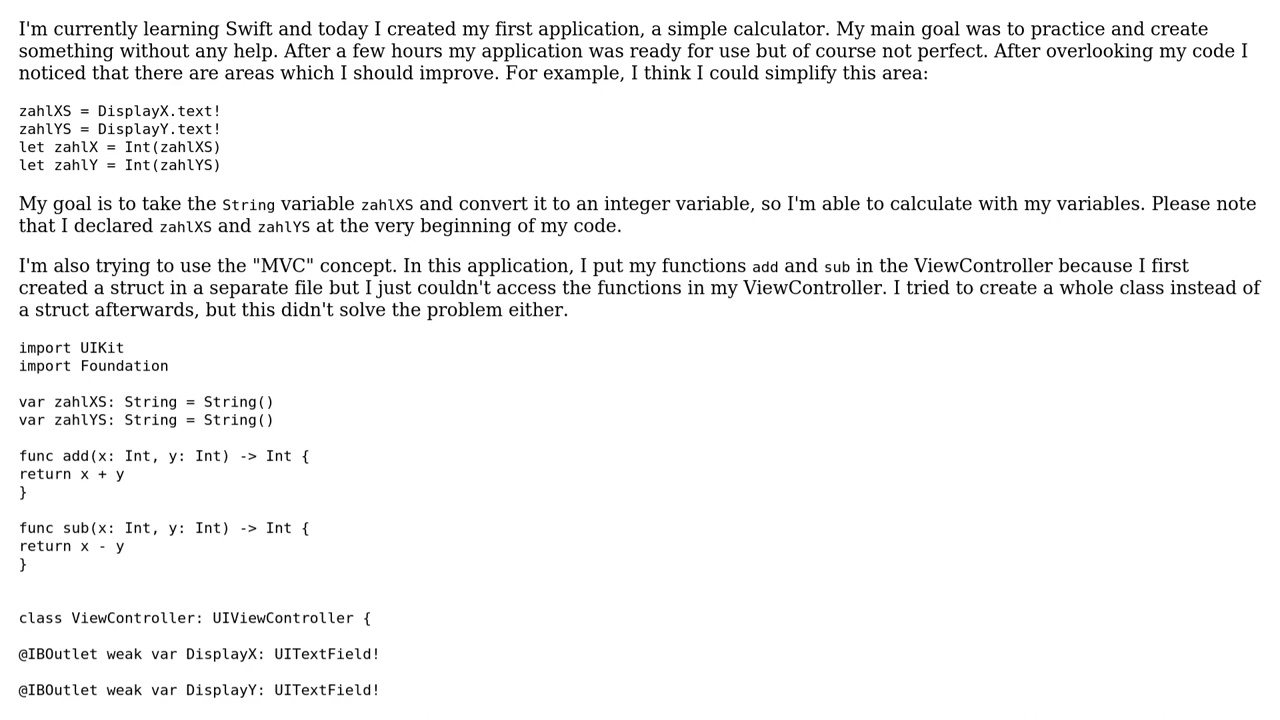 I'm currently learning Swift and today I created my first application, a simple calculator. My main goal was to practice and create
something without any help. After a few hours my application was ready for use but of course not perfect. After overlooking my code I
noticed that there are areas which I should improve. For example, I think I could simplify this area:
zahlXS = DisplayX.text!
zahlYS = DisplayY.text!
let zahlX = Int(zahlXS)
let zahlY = Int(zahlYS)
My goal is to take the String variable zahlXS and convert it to an integer variable, so I'm able to calculate with my variables. Please note
that I declared zahlXS and zahlYS at the very beginning of my code.
I'm also trying to use the "MVC" concept. In this application, I put my functions add and sub in the ViewController because I first
created a struct in a separate file but I just couldn't access the functions in my ViewController. I tried to create a whole class instead of
a struct afterwards, but this didn't solve the problem either.
import UIKit
import Foundation
var zahlXS: String = String()
var zahlYS: String = String()
func add(x: Int, y: Int) -> Int {
return x + y
}
func sub(x: Int, y: Int) -> Int {
return x - y
}
class ViewController: UIViewController {
@IBOutlet weak var DisplayX: UITextField!
@IBOutlet weak var DisplayY: UITextField!